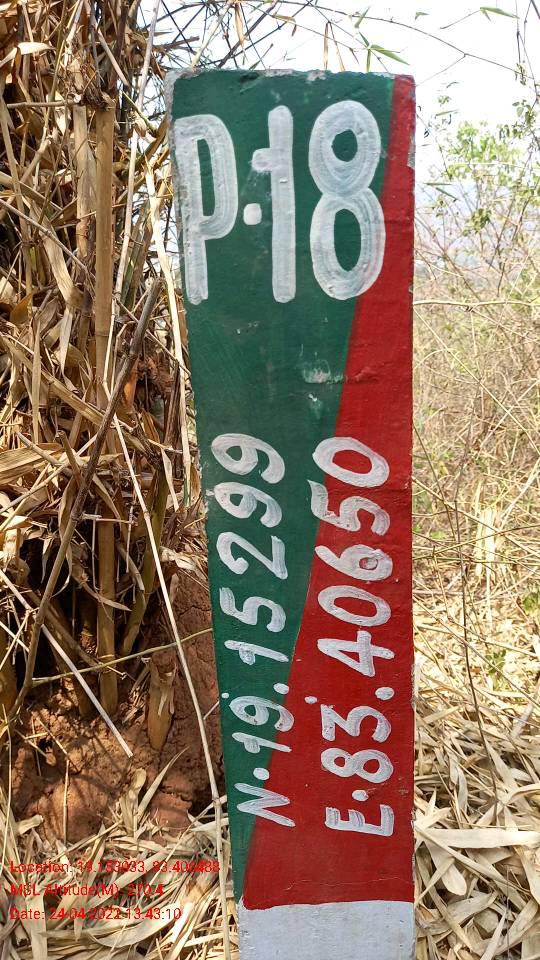 P.18
N.19.15299
E.83.40650
Location: 19.153033, 83.406488
MSL Altitude(M): 270.4
Date: 24-04-2022 13:43:10